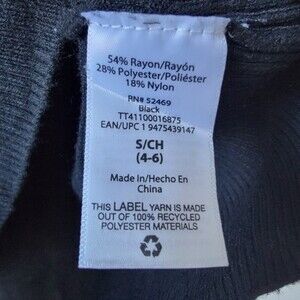 54% Rayon/Rayón
28% Polyester/Poliéster
18% Nylon
RN# 52469
Black
TT41100016875
EAN/UPC 1 9475439147
S/CH
(4-6)
Made In/Hecho En
China
THIS LABEL YARN IS MADE
OUT OF 100% RECYCLED
POLYESTER MATERIALS